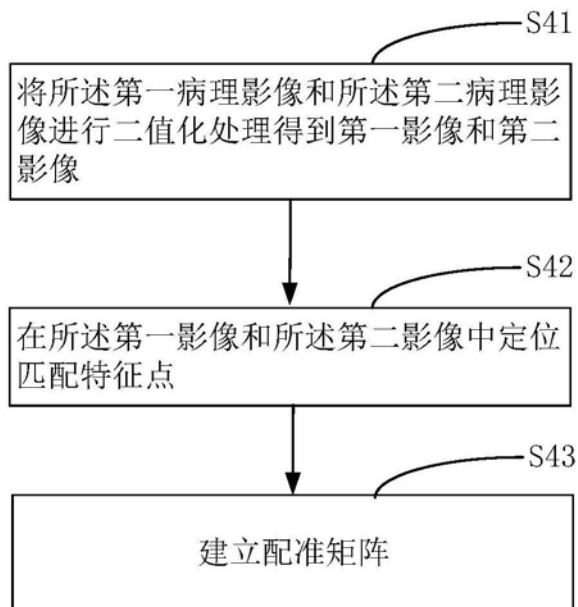 S41
将所述第一病理影像和所述第二病理影
像进行二值化处理得到第一影像和第二
影像
S42
在所述第一影像和所述第二影像中定位
匹配特征点
S43
建立配准矩阵